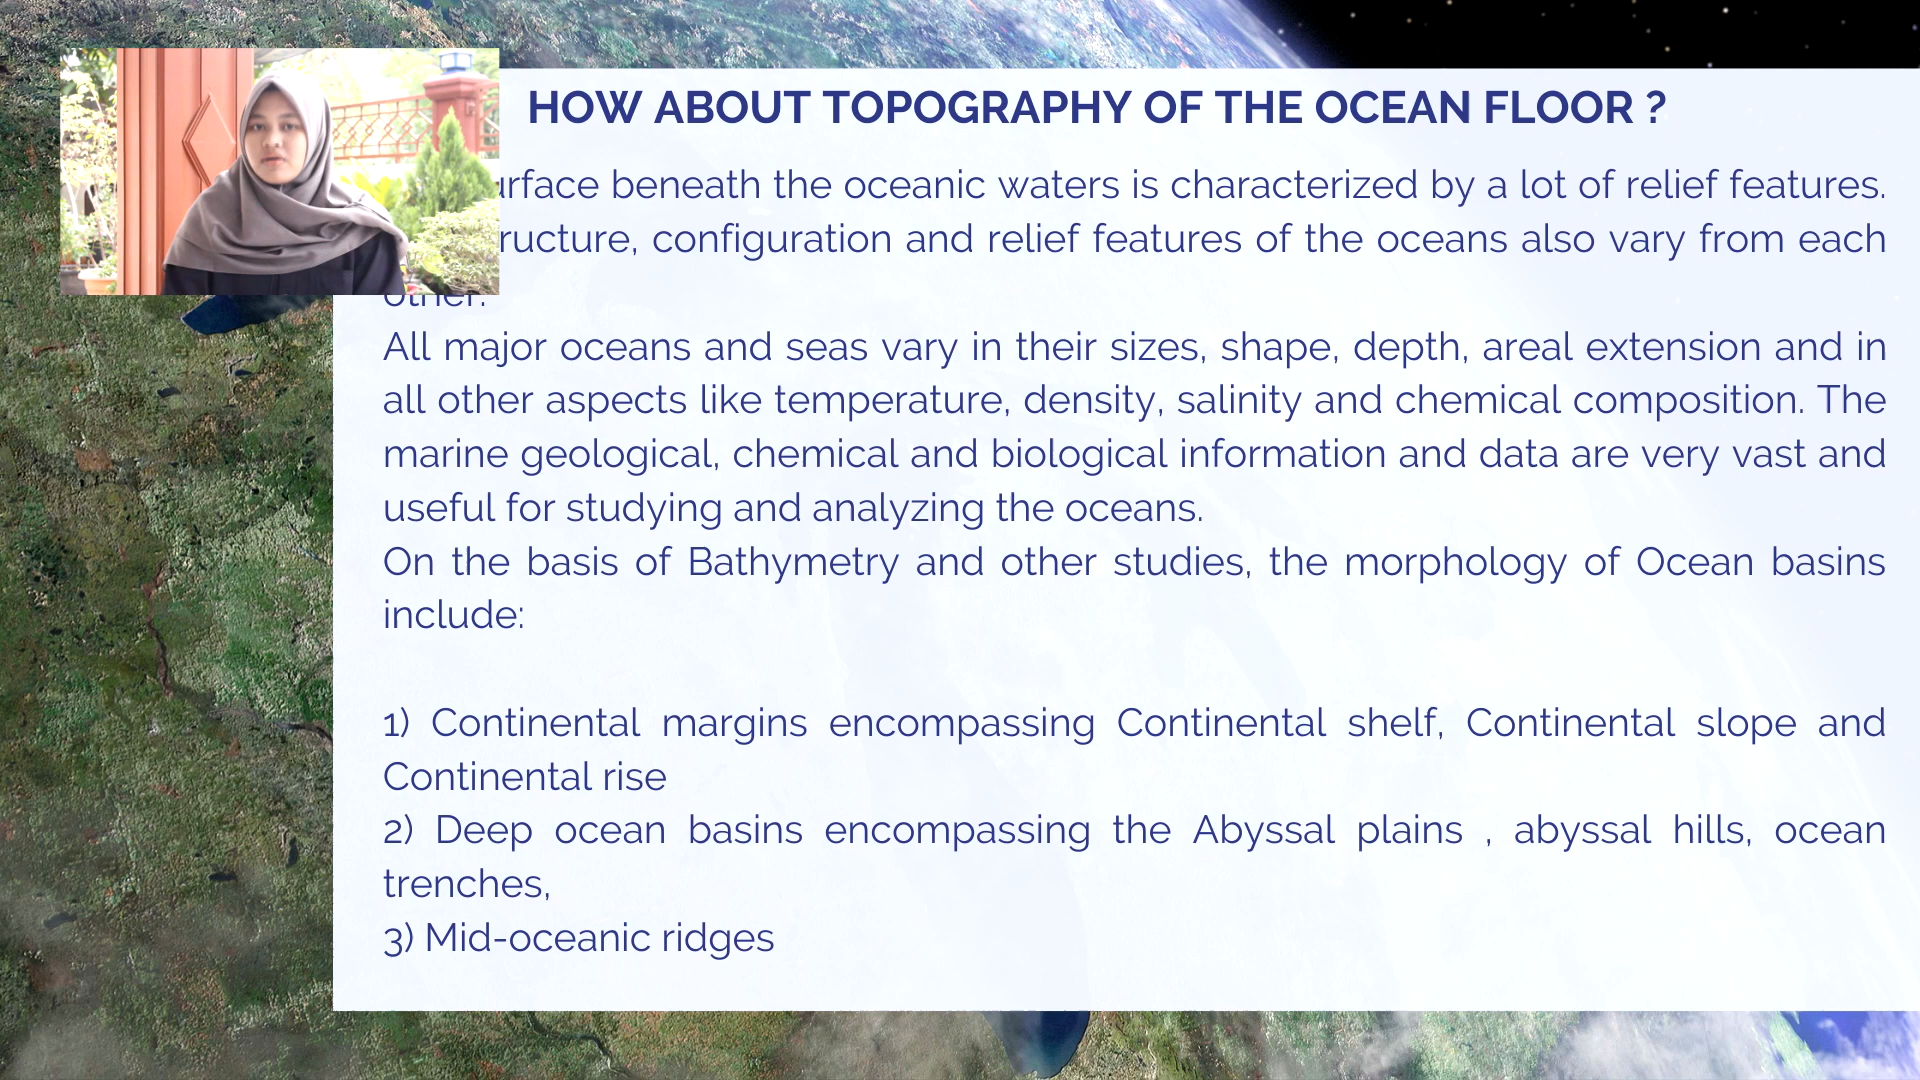 HOW ABOUT TOPOGRAPHY OF THE OCEAN FLOOR ?
beneath the oceanic waters is characterized by a lot of relief features.
configuration and relief features of the oceans also vary from each
other.
All major oceans and seas vary in their sizes, shape, depth, areal extension and in
all other aspects like temperature, density, salinity and chemical composition. The
marine geological, chemical and biological information and data are very vast and
useful for studying and analyzing the oceans.
On the basis of Bathymetry and other studies, the morphology of Ocean basins
include:
1) Continental margins encompassing Continental shelf, Continental slope and
Continental rise
2) Deep ocean basins encompassing the Abyssal plains , abyssal hills, ocean
trenches,
3) Mid-oceanic ridges